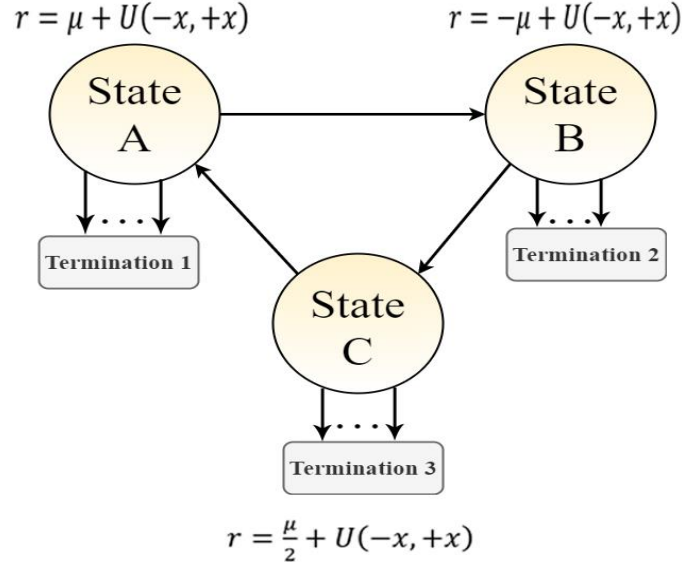 r = μ + U(−x, +x)
r = −μ + U(−x, +x)
State
A
State
B
. . .
. . .
Termination 1
Termination 2
State
C
. . . .
Termination 3
r = μ/2 + U(−x, +x)